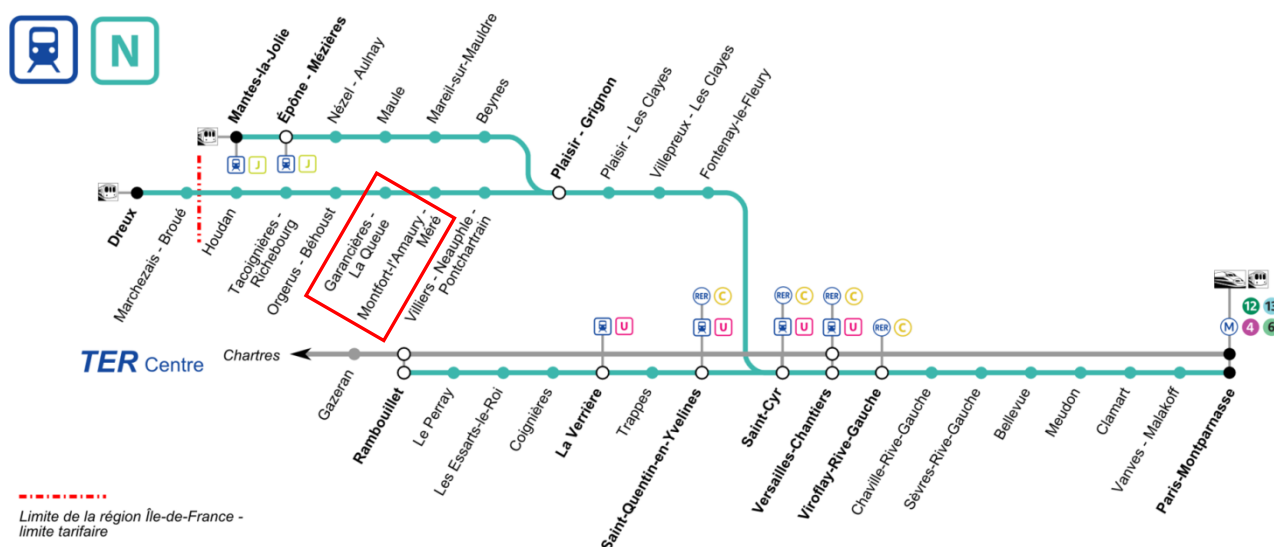 N
Mantes-la-Jolie
Épône - Mézières
Nézel - Aulnay
Maule
Mareil-sur-Mauldre
Beynes
Plaisir - Grignon
Plaisir - Les Clayes
Villepreux - Les Clayes
Fontenay-le-Fleury
J
J
Dreux
Marchezais - Broué
Houdan
Tacoignières -
Richebourg
Orgerus - Béhoust
Garancières -
La Queue
Montfort-l'Amaury -
Méré
Villiers - Neauphle -
Pontchartrain
RER C
RER C
RER C
U
U
U
U
RER C
12
13
M
4
6
TER Centre
Chartres
Gazeran
Rambouillet
Le Perray
Les Essarts-le-Roi
Coignières
La Verrière
Trappes
Saint-Quentin-en-Yvelines
Saint-Cyr
Versailles-Chantiers
Viroflay-Rive-Gauche
Chaville-Rive-Gauche
Sèvres-Rive-Gauche
Bellevue
Meudon
Clamart
Vanves - Malakoff
Paris-Montparnasse
Limite de la région Île-de-France -
limite tarifaire